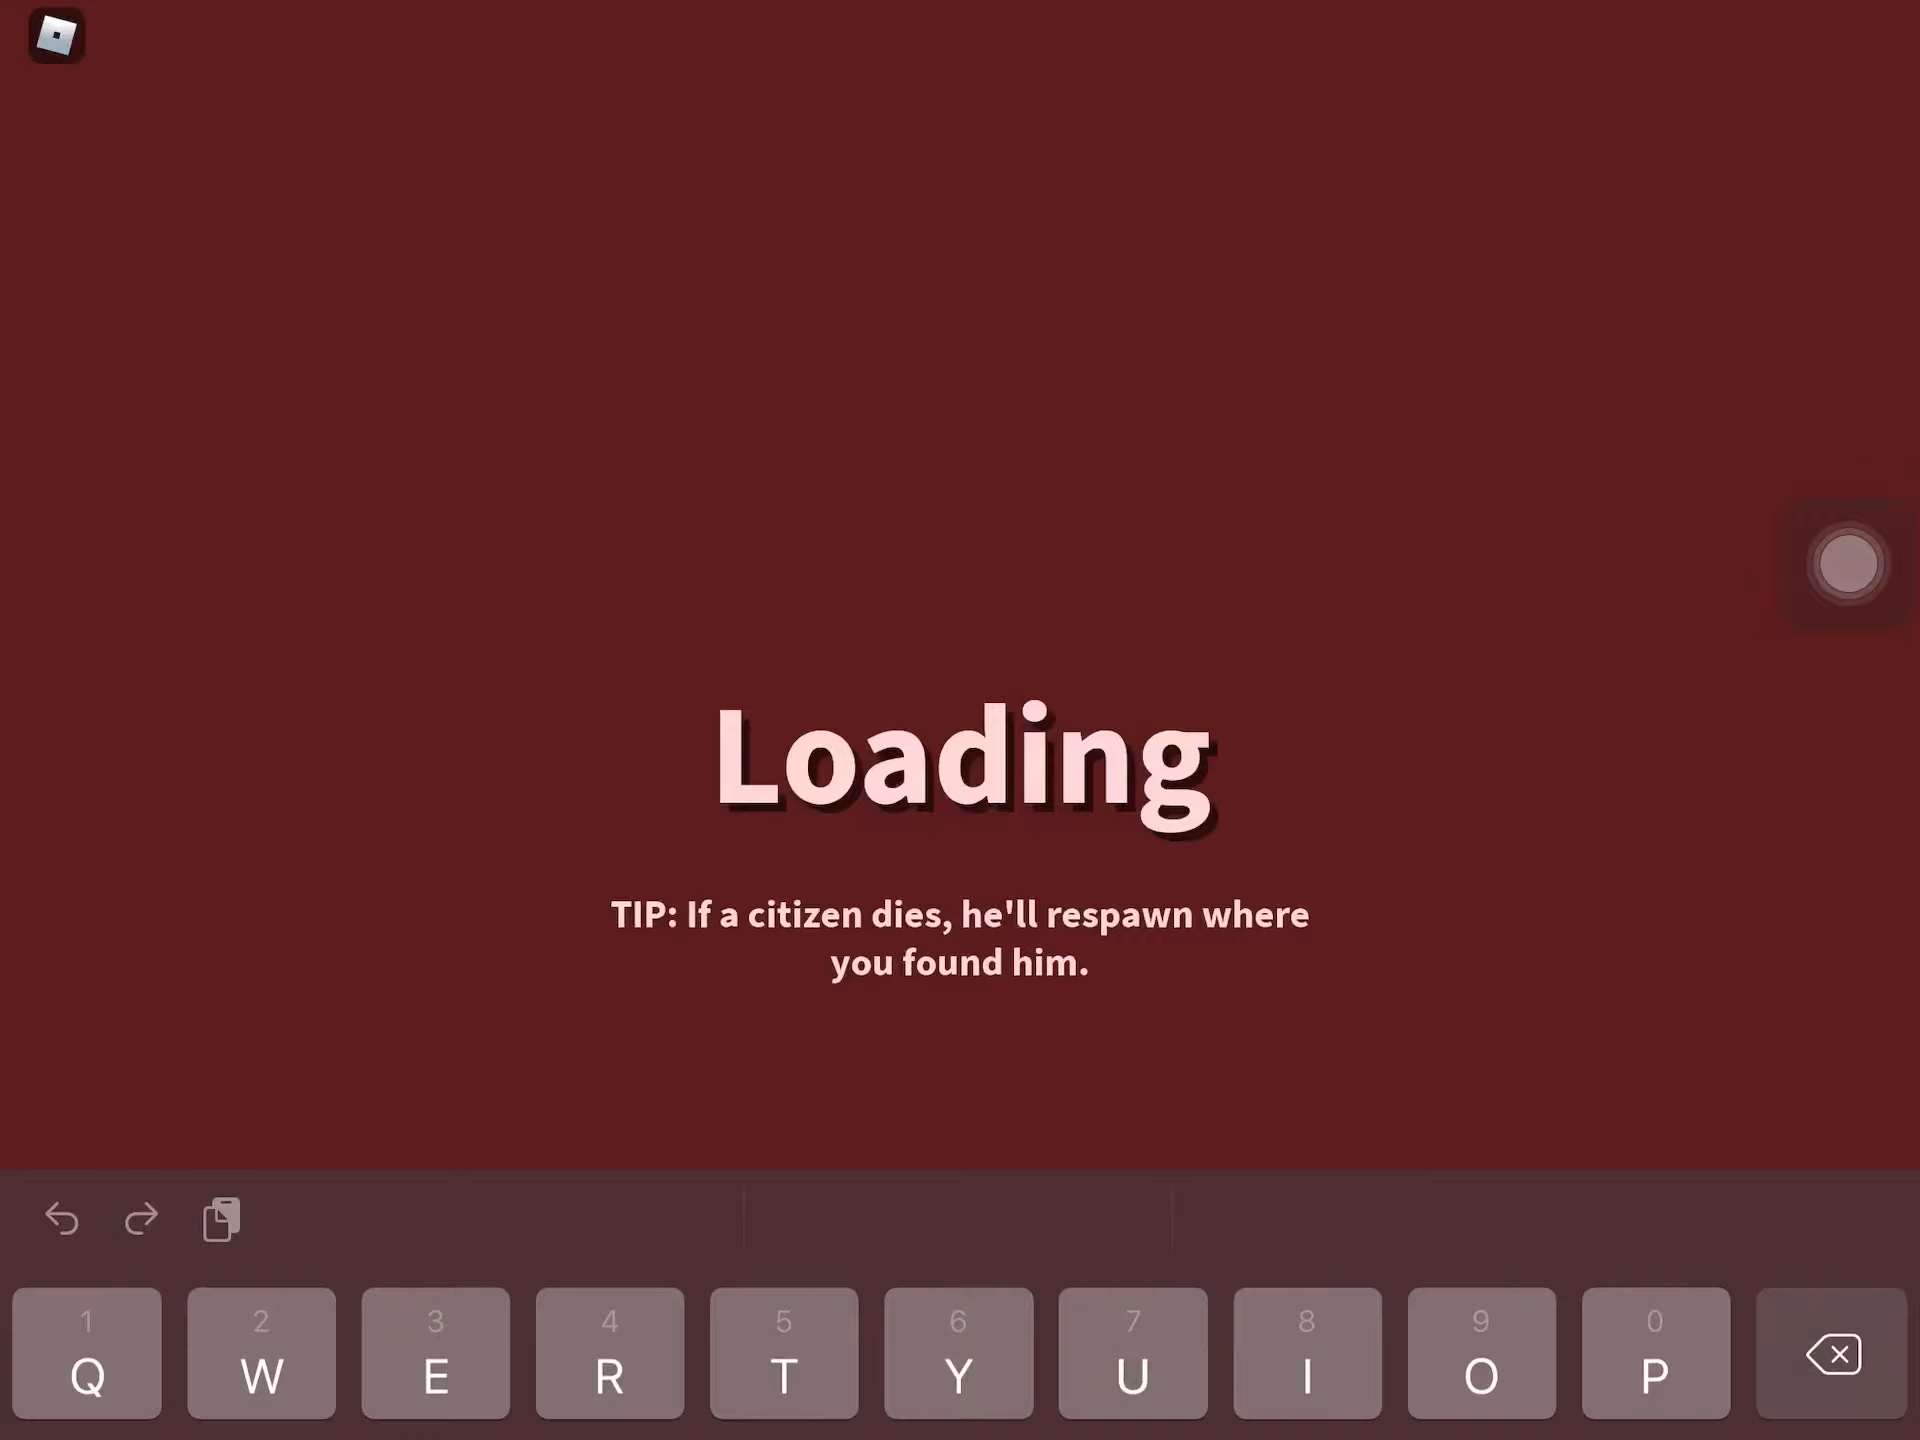 Loading
TIP: If a citizen dies, he'll respawn where
you found him.
1 2 3 4 5 6 7 8 9 0
Q W E R T Y U I O P